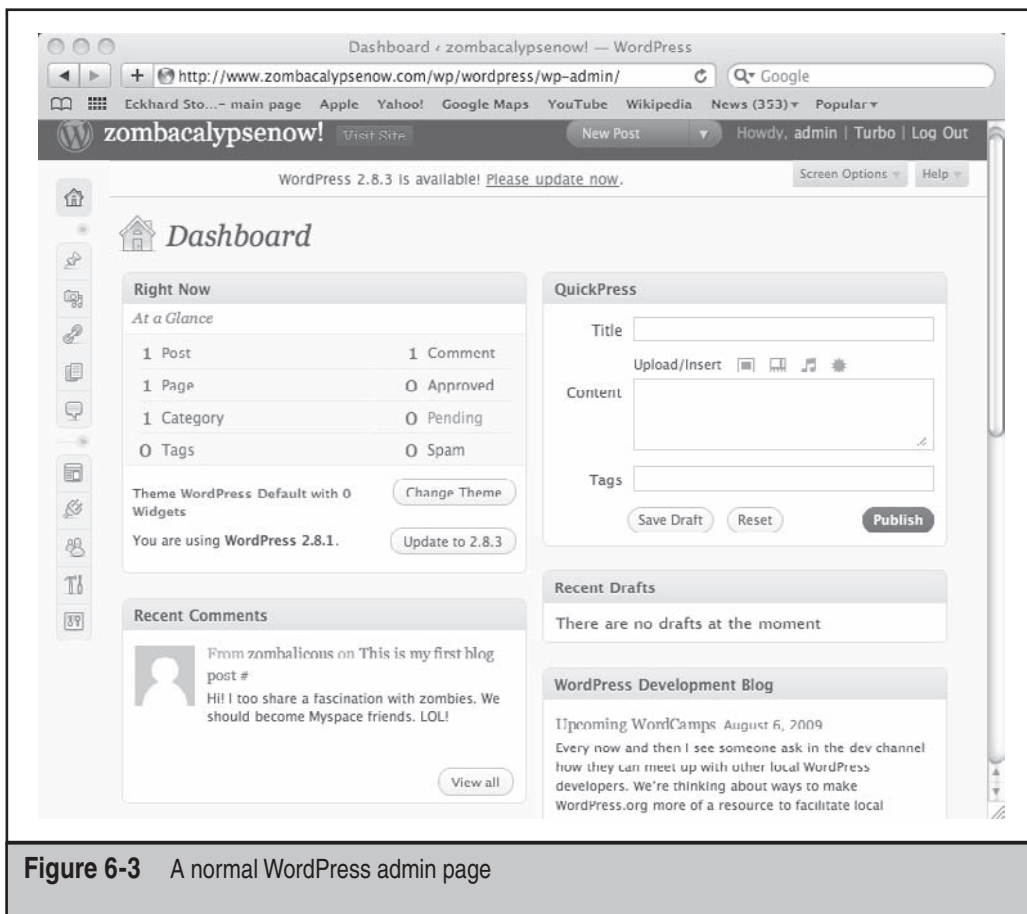 Dashboard ‹ zombacalypsenow! — WordPress
http://www.zombacalypsenow.com/wp/wordpress/wp-admin/
Google
Eckhard Sto...– main page Apple Yahoo! Google Maps YouTube Wikipedia News (353) Popular
zombacalypsenow! Visit Site New Post Howdy, admin | Turbo | Log Out
WordPress 2.8.3 is available! Please update now. Screen Options Help
Dashboard
Right Now
At a Glance
1 Post 1 Comment
1 Page 0 Approved
1 Category 0 Pending
0 Tags 0 Spam
Theme WordPress Default with 0
Widgets
Change Theme
You are using WordPress 2.8.1. Update to 2.8.3
Recent Comments
From zombalicous on This is my first blog
post #
Hi! I too share a fascination with zombies. We
should become Myspace friends. LOL!
View all
QuickPress
Title
Upload/Insert
Content
Tags
Save Draft Reset Publish
Recent Drafts
There are no drafts at the moment
WordPress Development Blog
Upcoming WordCamps August 6, 2009
Every now and then I see someone ask in the dev channel
how they can meet up with other local WordPress
developers. We're thinking about ways to make
WordPress.org more of a resource to facilitate local
Figure 6-3 A normal WordPress admin page